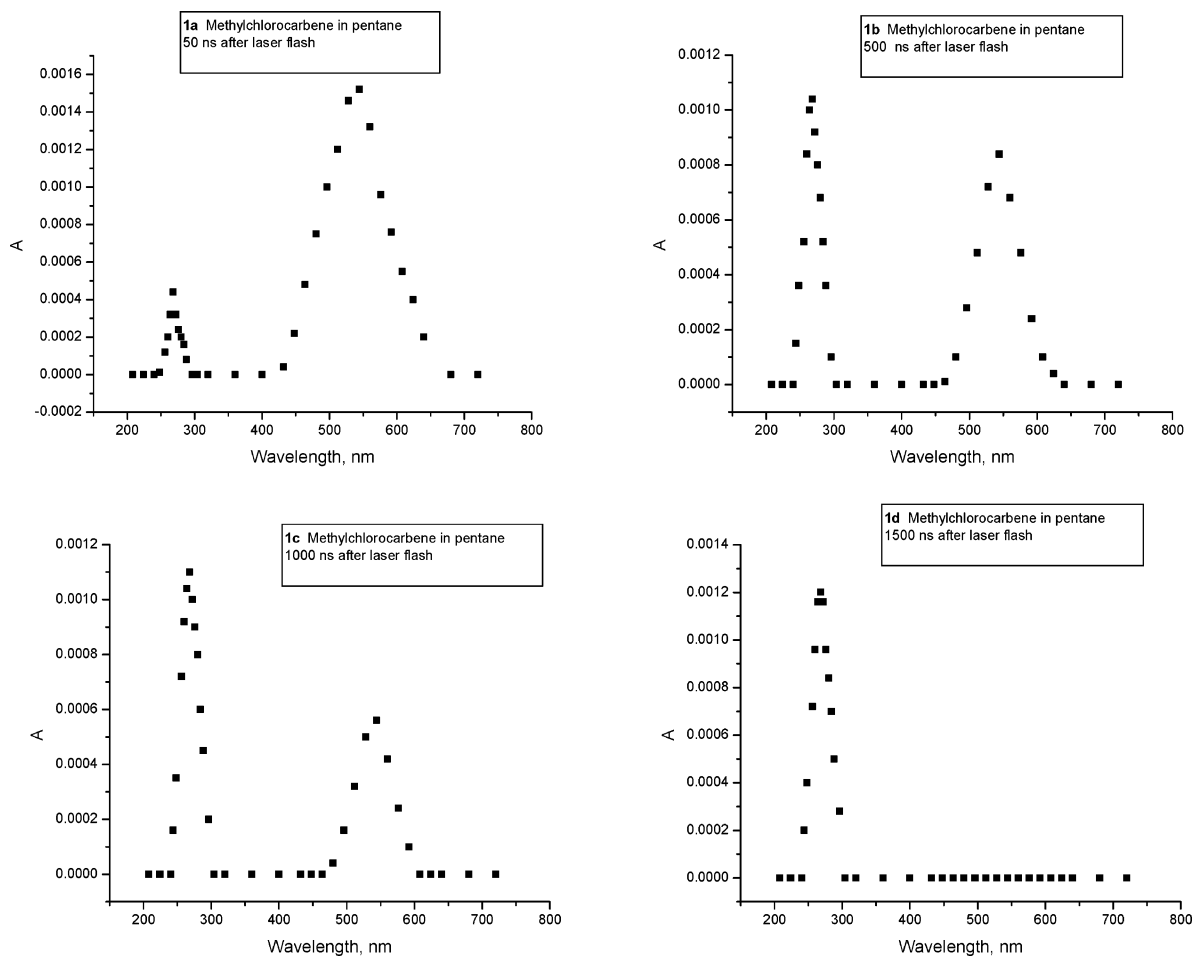 1a Methylchlorocarbene in pentane
50 ns after laser flash
0.0016
0.0014
0.0012
0.0010
0.0008
0.0006
0.0004
0.0002
0.0000
-0.0002
A
200 300 400 500 600 700 800
Wavelength, nm
1b Methylchlorocarbene in pentane
500 ns after laser flash
0.0012
0.0010
0.0008
0.0006
0.0004
0.0002
0.0000
A
200 300 400 500 600 700 800
Wavelength, nm
1c Methylchlorocarbene in pentane
1000 ns after laser flash
0.0012
0.0010
0.0008
0.0006
0.0004
0.0002
0.0000
A
200 300 400 500 600 700 800
Wavelength, nm
1d Methylchlorocarbene in pentane
1500 ns after laser flash
0.0014
0.0012
0.0010
0.0008
0.0006
0.0004
0.0002
0.0000
A
200 300 400 500 600 700 800
Wavelength, nm